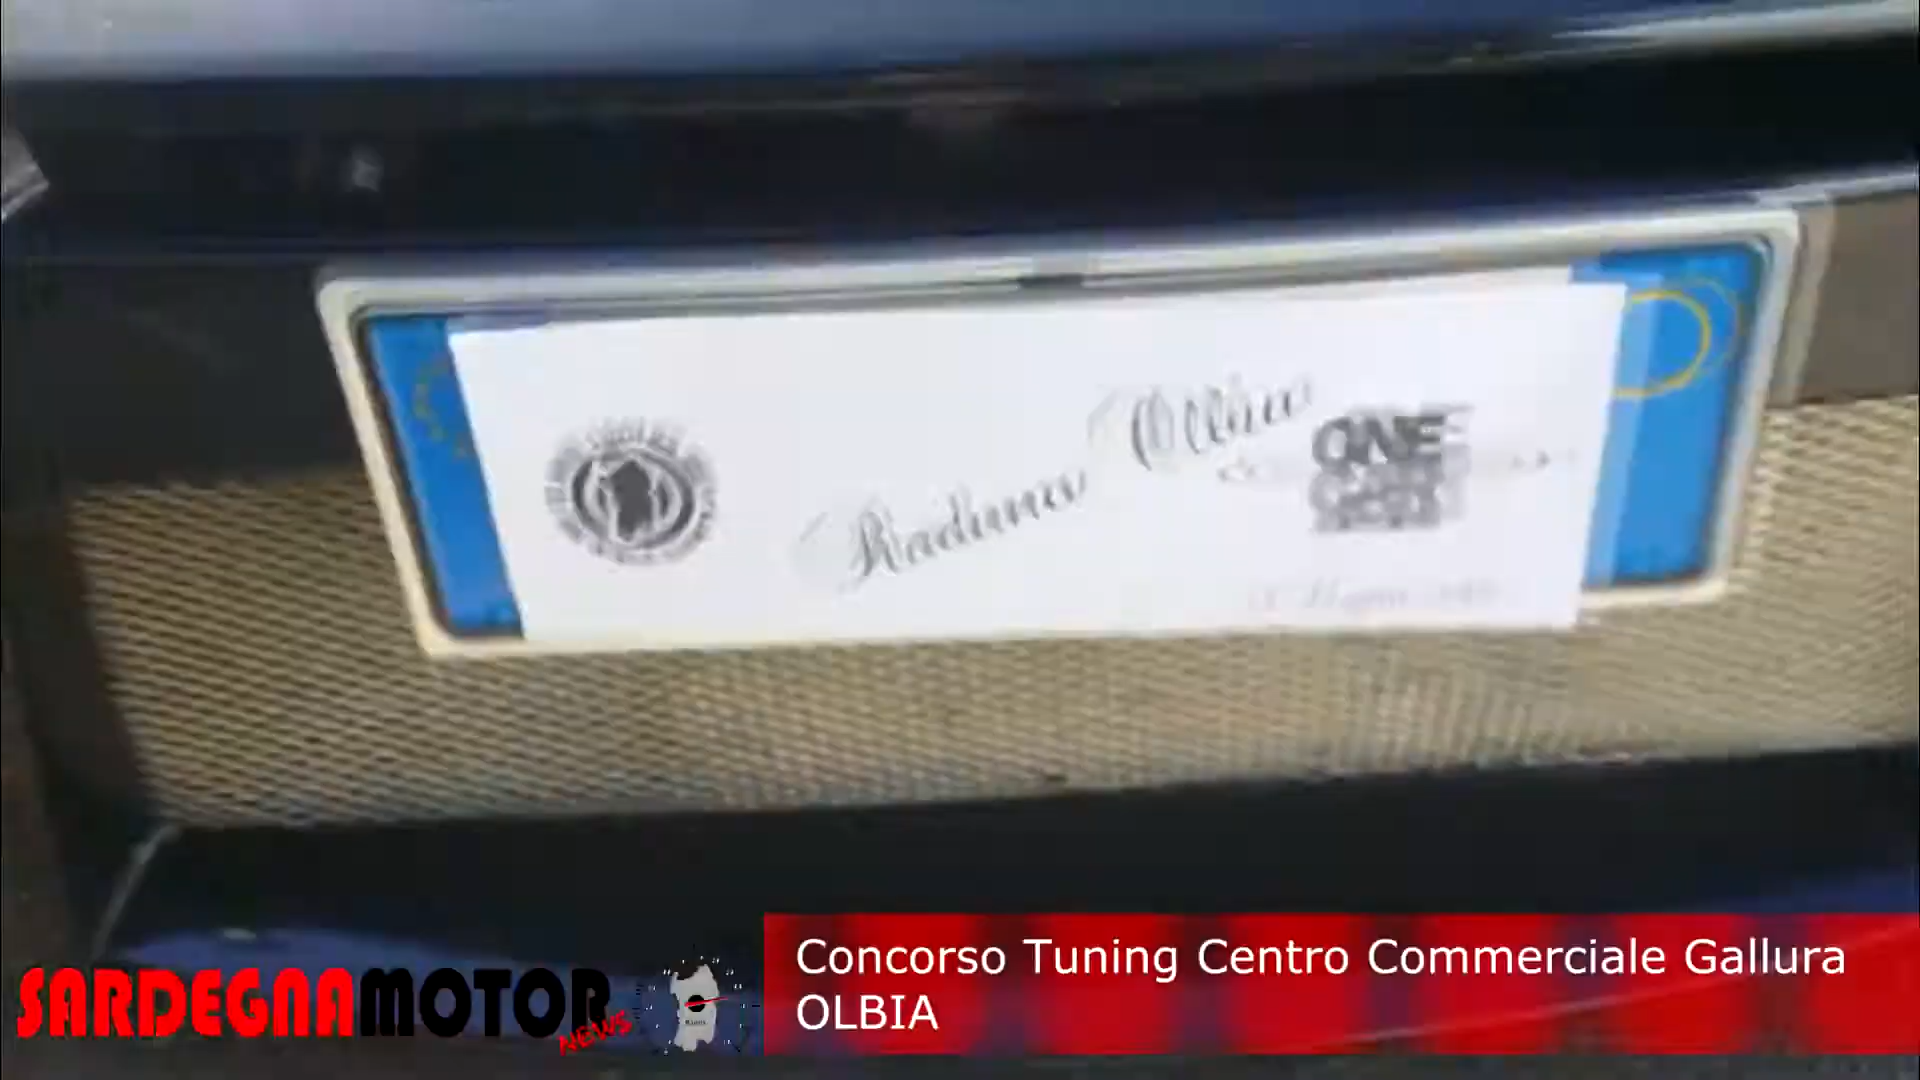 Raduno Olbia
ONE
SARDEGNAMOTOR
NEWS
Concorso Tuning Centro Commerciale Gallura
OLBIA